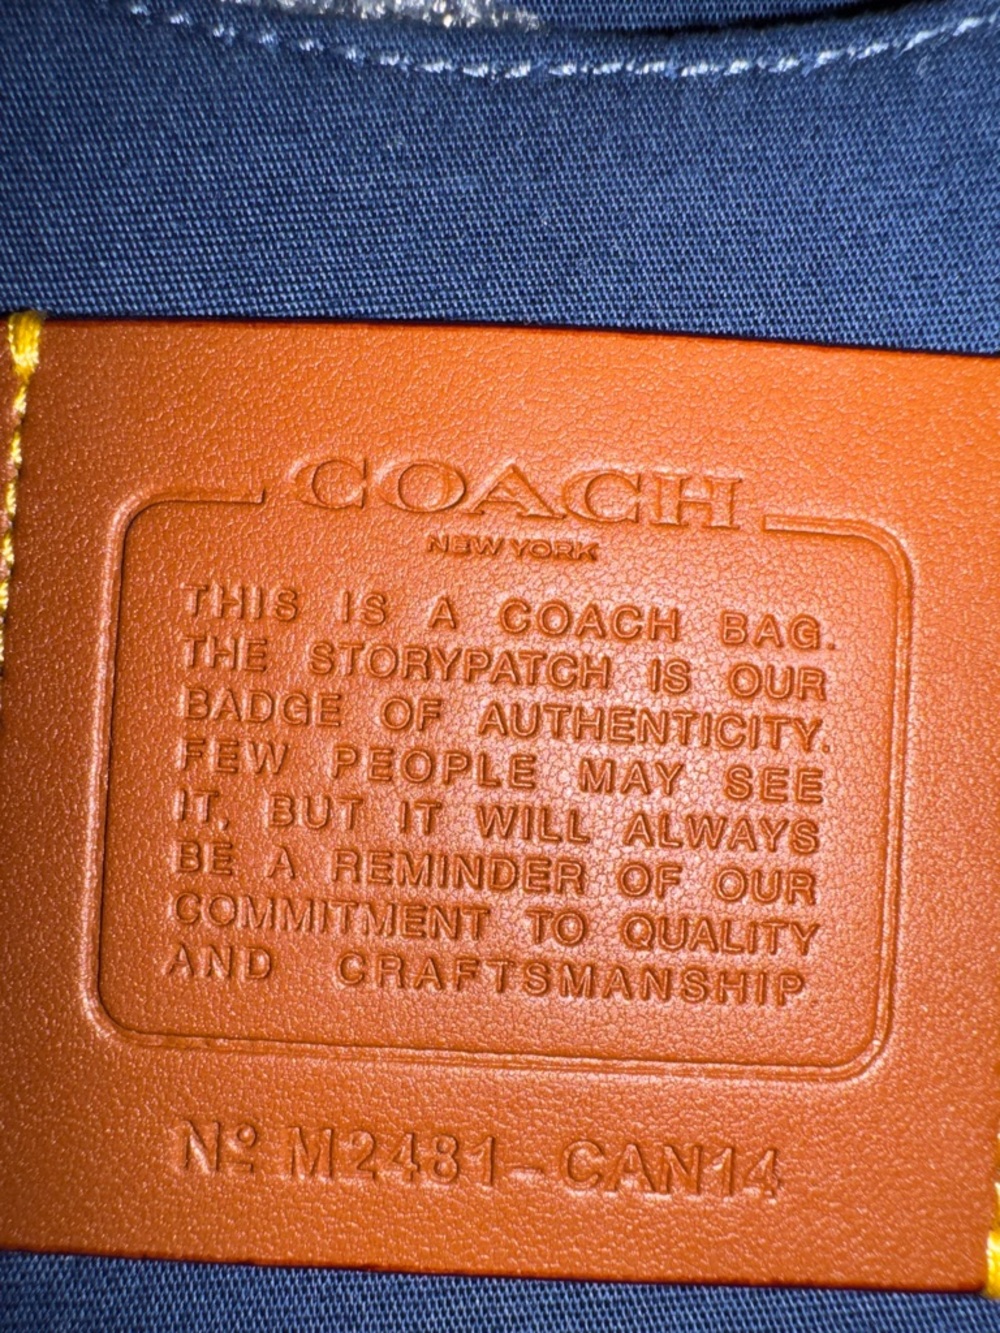 COACH
NEW YORK
THIS IS A COACH BAG.
THE STORYPATCH IS OUR
BADGE OF AUTHENTICITY.
FEW PEOPLE MAY SEE
IT, BUT IT WILL ALWAYS
BE A REMINDER OF OUR
COMMITMENT TO QUALITY
AND CRAFTSMANSHIP.
Nº M2481-CAN14